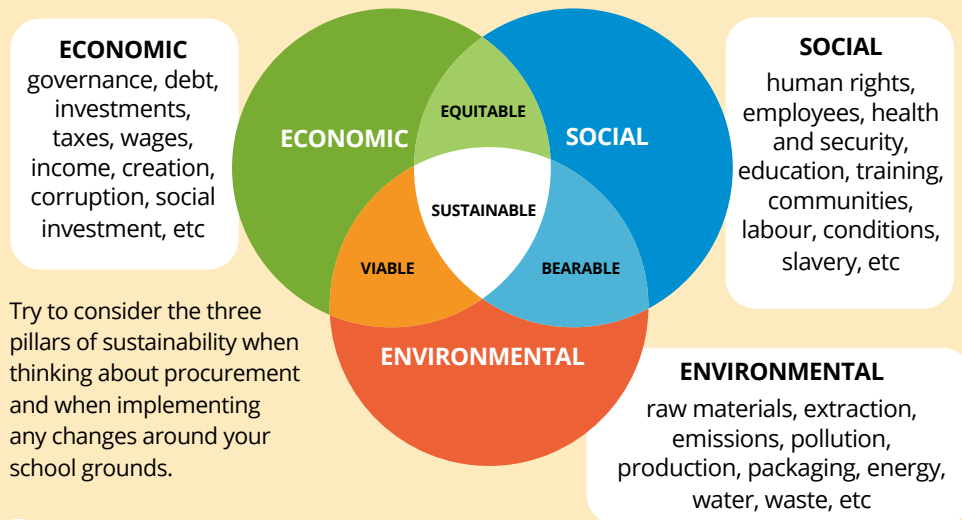 ECONOMIC
governance, debt,
investments,
taxes, wages,
income, creation,
corruption, social
investment, etc
Try to consider the three
pillars of sustainability when
thinking about procurement
and when implementing
any changes around your
school grounds.
ECONOMIC
EQUITABLE
SOCIAL
SUSTAINABLE
VIABLE
BEARABLE
ENVIRONMENTAL
SOCIAL
human rights,
employees, health
and security,
education, training,
communities,
labour, conditions,
slavery, etc
ENVIRONMENTAL
raw materials, extraction,
emissions, pollution,
production, packaging, energy,
water, waste, etc